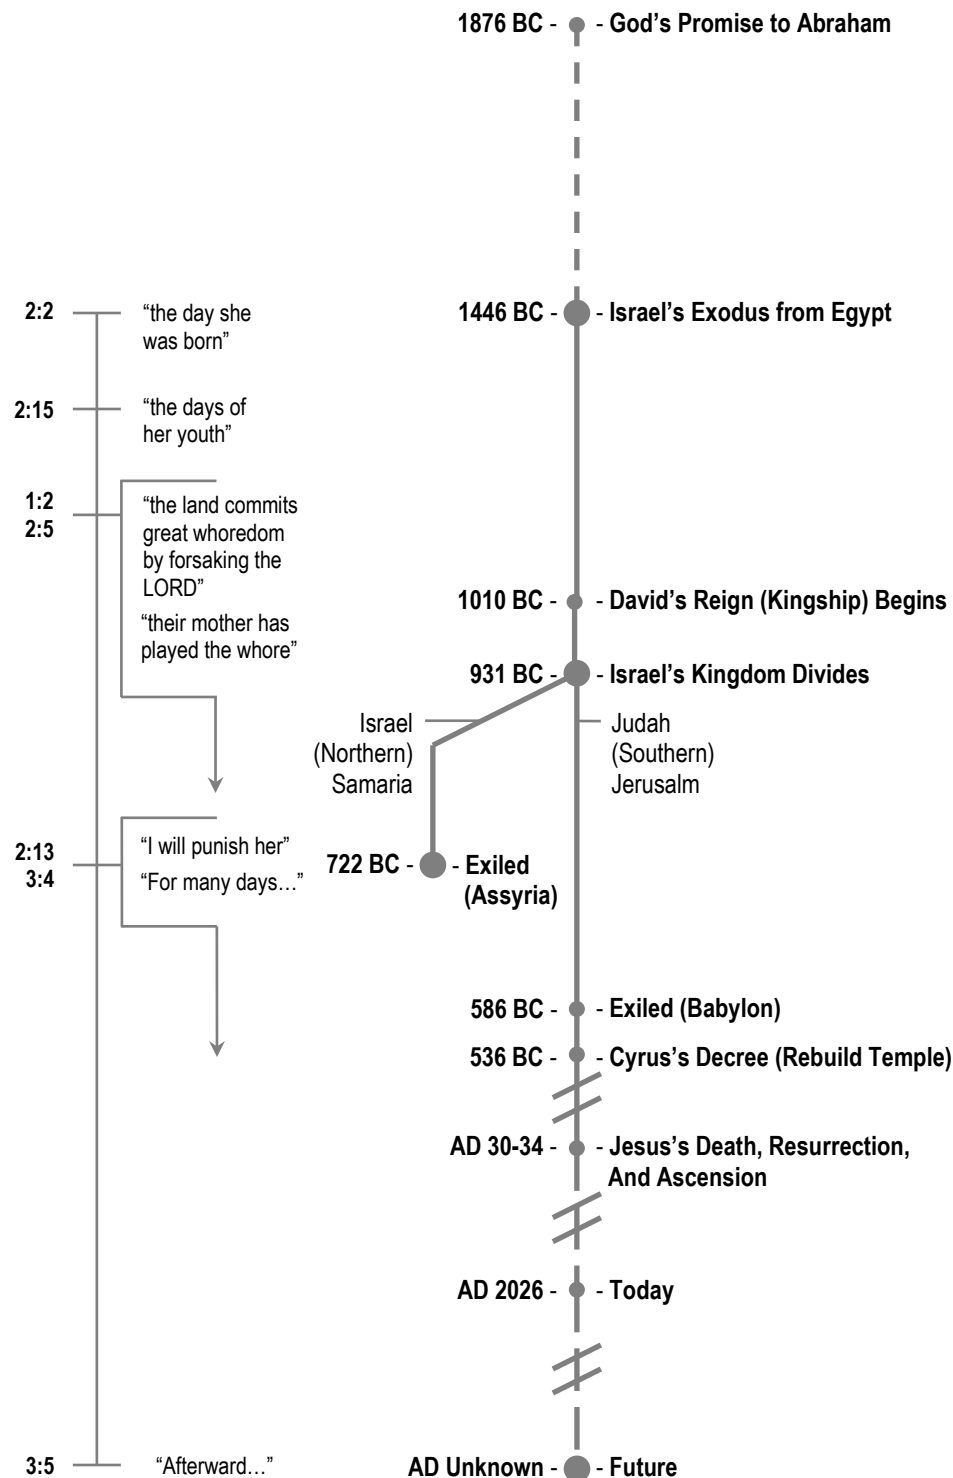 1876 BC - - God’s Promise to Abraham
2:2
“the day she
was born”
1446 BC - - Israel’s Exodus from Egypt
2:15
“the days of
her youth”
1:2
2:5
“the land commits
great whoredom
by forsaking the
LORD”
“their mother has
played the whore”
1010 BC - - David’s Reign (Kingship) Begins
931 BC - - Israel’s Kingdom Divides
Israel
(Northern)
Samaria
Judah
(Southern)
Jerusalm
2:13
3:4
“I will punish her”
“For many days…”
722 BC - - Exiled
(Assyria)
586 BC - - Exiled (Babylon)
536 BC - - Cyrus’s Decree (Rebuild Temple)
AD 30-34 - - Jesus’s Death, Resurrection,
And Ascension
AD 2026 - - Today
3:5
“Afterward…”
AD Unknown - - Future